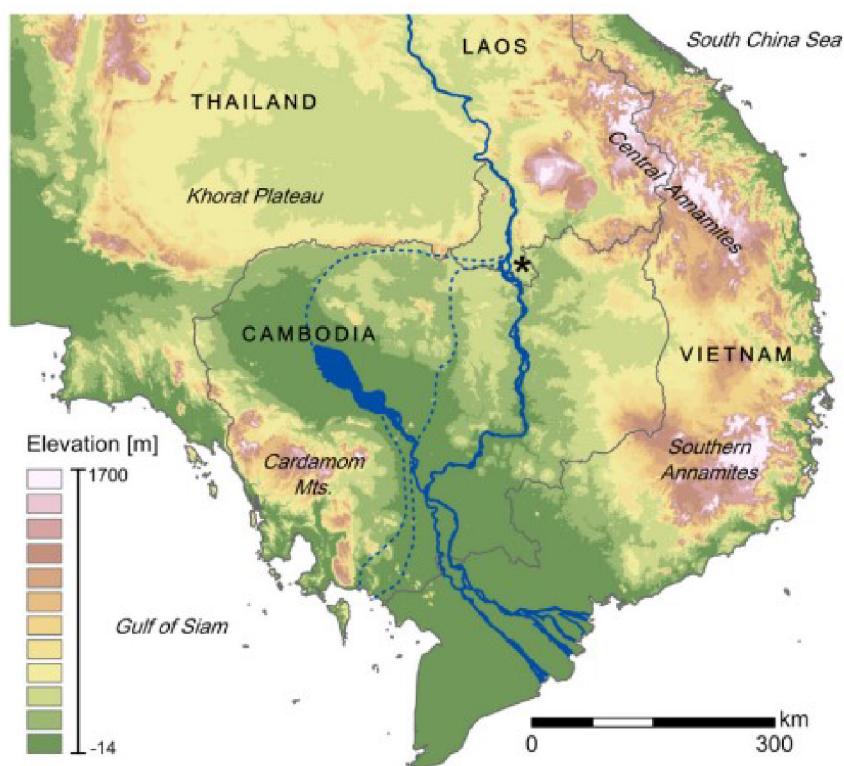 LAOS
South China Sea
THAILAND
Central Annamites
Khorat Plateau
*
CAMBODIA
VIETNAM
Elevation [m]
1700
Cardamom
Mts.
Southern
Annamites
Gulf of Siam
-14
km
0
300